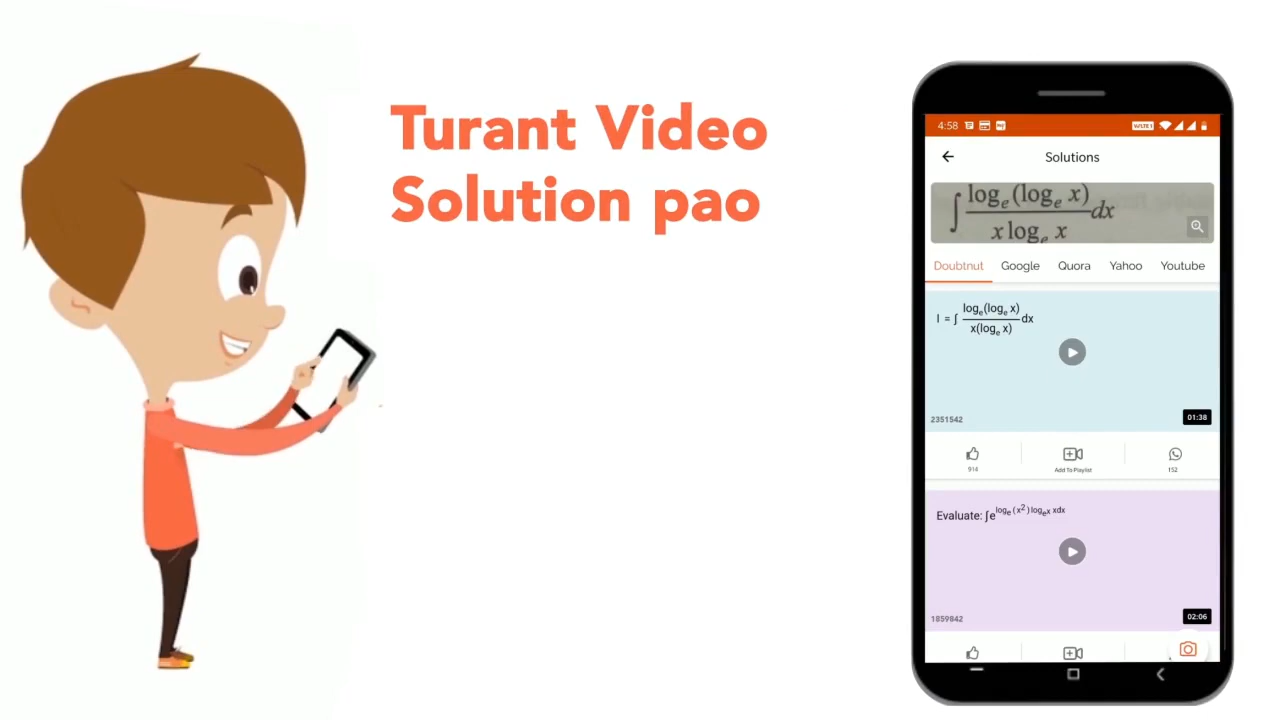 Turant Video
Solution pao
4:58
VoLTE1
Solutions
∫ logₑ(logₑ x) / x logₑ x dx
Doubtnut Google Quora Yahoo Youtube
I = ∫ logₑ(logₑ x) / x(logₑ x) dx
2351542 01:38
914 Add To Playlist 152
Evaluate: ∫e^logₑ(x²)logₑx xdx
1859842 02:06